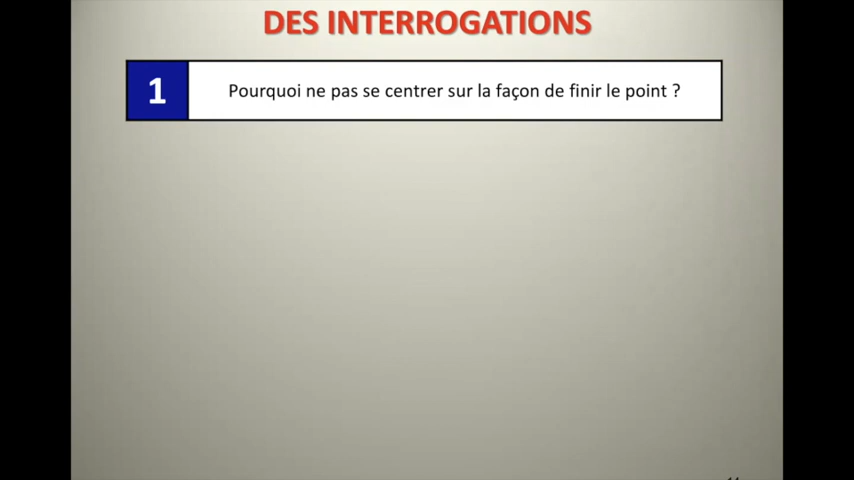 DES INTERROGATIONS
1
Pourquoi ne pas se centrer sur la façon de finir le point ?